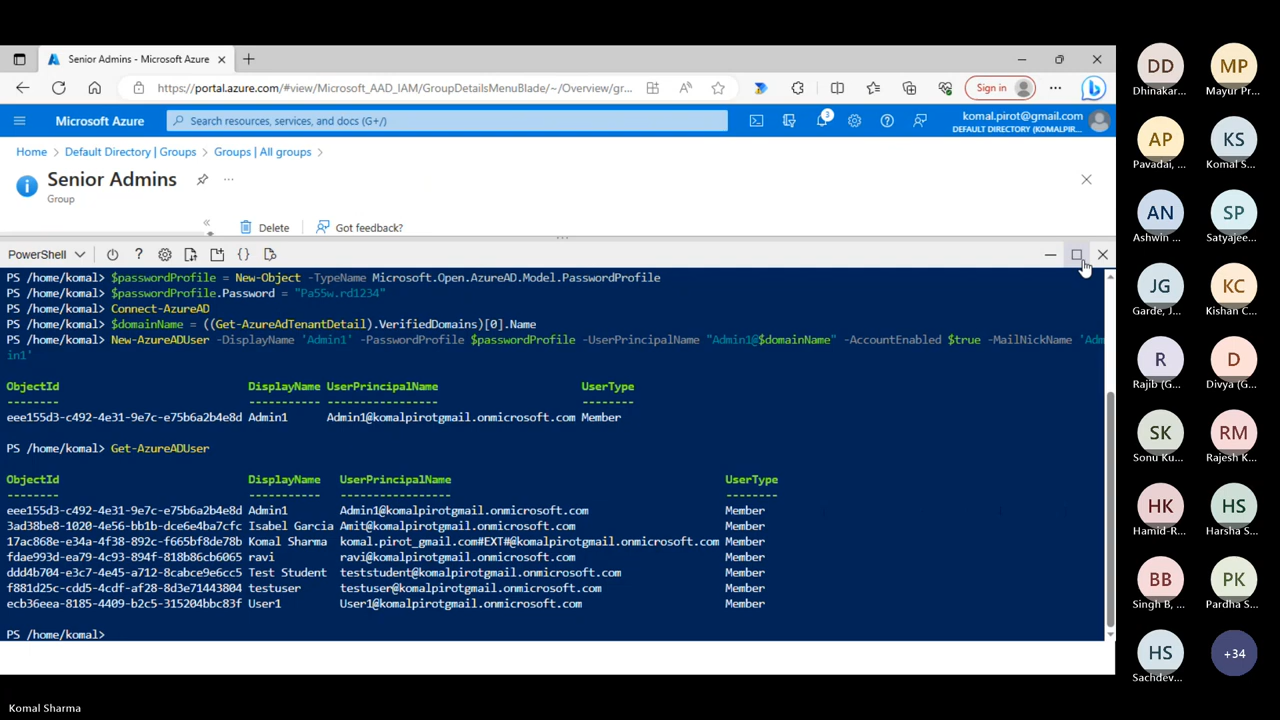 Senior Admins - Microsoft Azure
https://portal.azure.com/#view/Microsoft_AAD_IAM/GroupDetailsMenuBlade/~/Overview/gr...
Sign in
Microsoft Azure
Search resources, services, and docs (G+/)
3
komal.pirot@gmail.com
DEFAULT DIRECTORY (KOMALPIR...
Home > Default Directory | Groups > Groups | All groups >
Senior Admins
Group
Delete
Got feedback?
PowerShell
PS /home/komal> $passwordProfile = New-Object -TypeName Microsoft.Open.AzureAD.Model.PasswordProfile
PS /home/komal> $passwordProfile.Password = "Pa55w.rd1234"
PS /home/komal> Connect-AzureAD
PS /home/komal> $domainName = ((Get-AzureAdTenantDetail).VerifiedDomains)[0].Name
PS /home/komal> New-AzureADUser -DisplayName 'Admin1' -PasswordProfile $passwordProfile -UserPrincipalName "Admin1@$domainName" -AccountEnabled $true -MailNickName 'Adm
in1'
ObjectId DisplayName UserPrincipalName UserType
-------- ----------- ----------------- --------
eee155d3-c492-4e31-9e7c-e75b6a2b4e8d Admin1 Admin1@komalpirotgmail.onmicrosoft.com Member
PS /home/komal> Get-AzureADUser
ObjectId DisplayName UserPrincipalName UserType
-------- ----------- ----------------- --------
eee155d3-c492-4e31-9e7c-e75b6a2b4e8d Admin1 Admin1@komalpirotgmail.onmicrosoft.com Member
3ad38be8-1020-4e56-bb1b-dce6e4ba7cfc Isabel Garcia Amit@komalpirotgmail.onmicrosoft.com Member
17ac868e-e34a-4f38-892c-f665bf8de78b Komal Sharma komal.pirot_gmail.com#EXT#@komalpirotgmail.onmicrosoft.com Member
fdae993d-ea79-4c93-894f-818b86cb6065 ravi ravi@komalpirotgmail.onmicrosoft.com Member
ddd4b704-e3c7-4e45-a712-8cabce9e6cc5 Test Student teststudent@komalpirotgmail.onmicrosoft.com Member
f881d25c-cdd5-4cdf-af28-8d3e71443804 testuser testuser@komalpirotgmail.onmicrosoft.com Member
ecb36eea-8185-4409-b2c5-315204bbc83f User1 User1@komalpirotgmail.onmicrosoft.com Member
PS /home/komal>
DD MP
Dhinakar... Mayur Pr...
AP KS
Pavadai, ... Komal S...
AN SP
Ashwin ... Satyajee...
JG KC
Garde, J... Kishan C...
R D
Rajib (G... Divya (G...
SK RM
Sonu Ku... Rajesh K...
HK HS
Hamid-R... Harsha S...
BB PK
Singh B, ... Pardha S...
HS +34
Sachdev...
Komal Sharma